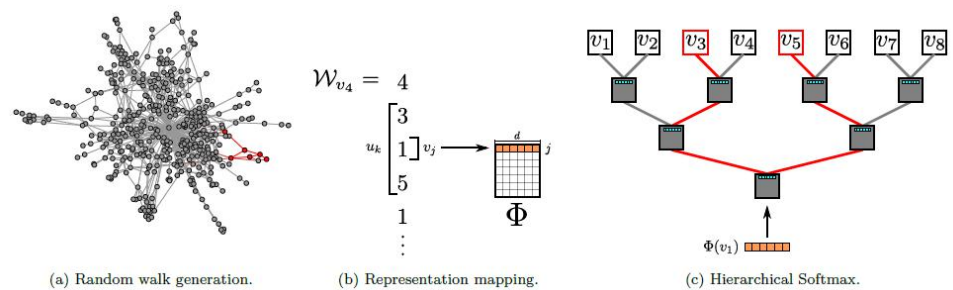 v₁ v₂ v₃ v₄ v₅ v₆ v₇ v₈
𝒲ᵥ₄ = 4
3
uₖ 1 vⱼ
5
1
⋮
d
j
Φ
Φ(v₁)
(a) Random walk generation.
(b) Representation mapping.
(c) Hierarchical Softmax.